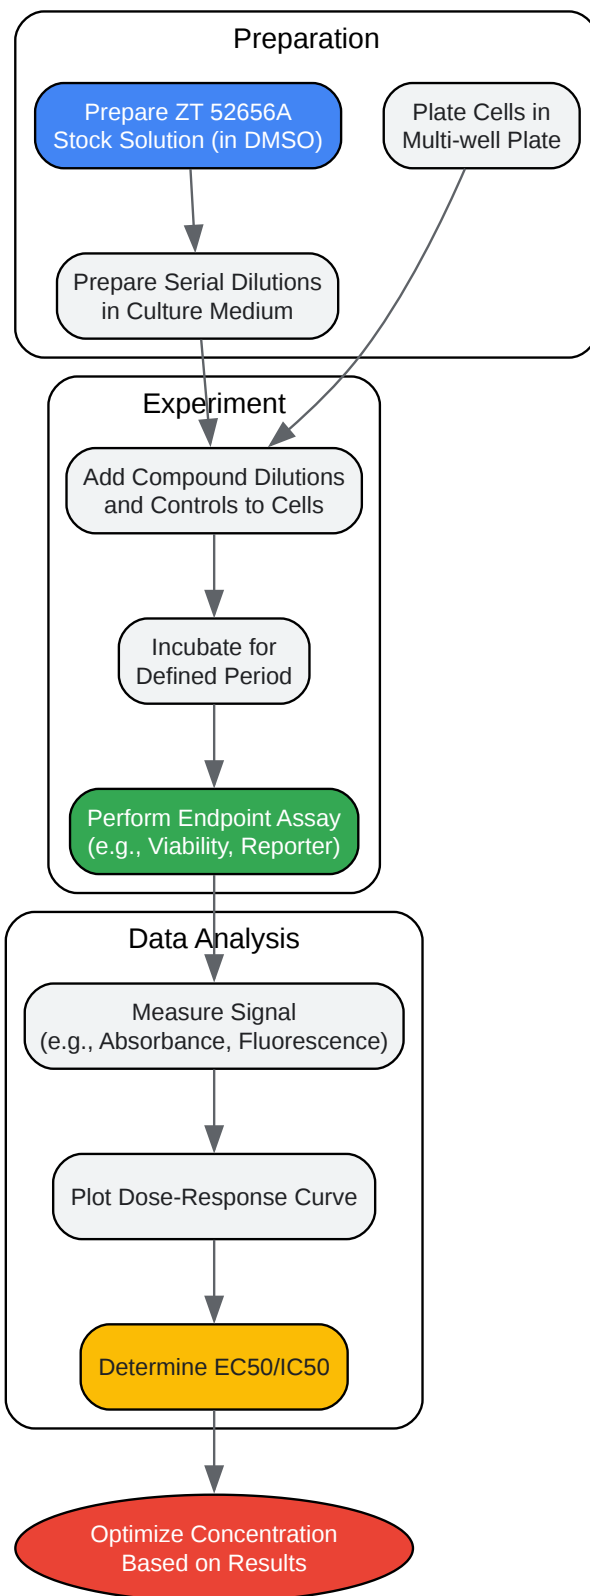 Preparation
Prepare ZT 52656A
Stock Solution (in DMSO)
Plate Cells in
Multi-well Plate
Prepare Serial Dilutions
in Culture Medium
Experiment
Add Compound Dilutions
and Controls to Cells
Incubate for
Defined Period
Perform Endpoint Assay
(e.g., Viability, Reporter)
Data Analysis
Measure Signal
(e.g., Absorbance, Fluorescence)
Plot Dose-Response Curve
Determine EC50/IC50
Optimize Concentration
Based on Results